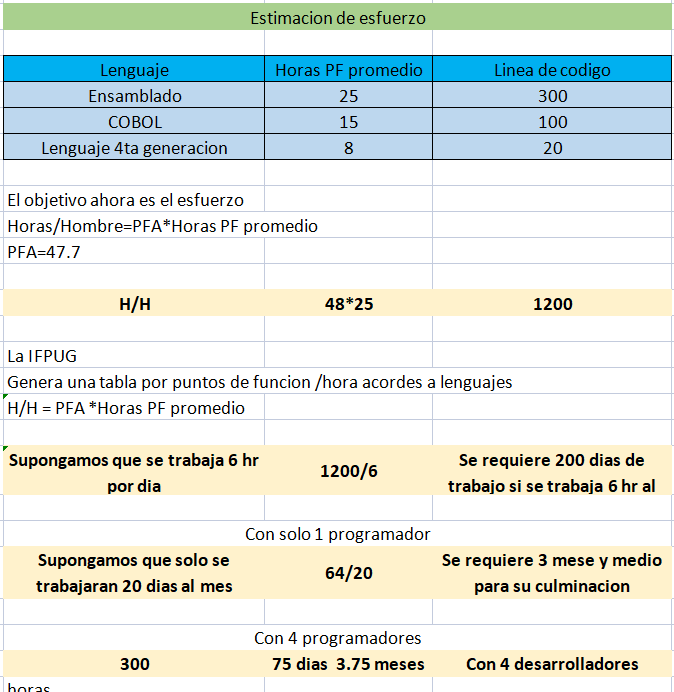 Estimacion de esfuerzo
Lenguaje Horas PF promedio Linea de codigo
Ensamblado 25 300
COBOL 15 100
Lenguaje 4ta generacion 8 20
El objetivo ahora es el esfuerzo
Horas/Hombre=PFA*Horas PF promedio
PFA=47.7
H/H 48*25 1200
La IFPUG
Genera una tabla por puntos de funcion /hora acordes a lenguajes
H/H = PFA *Horas PF promedio
Supongamos que se trabaja 6 hr
por dia
1200/6
Se requiere 200 dias de
trabajo si se trabaja 6 hr al
Con solo 1 programador
Supongamos que solo se
trabajaran 20 dias al mes
64/20
Se requiere 3 mese y medio
para su culminacion
Con 4 programadores
300 75 dias 3.75 meses Con 4 desarrolladores
horas